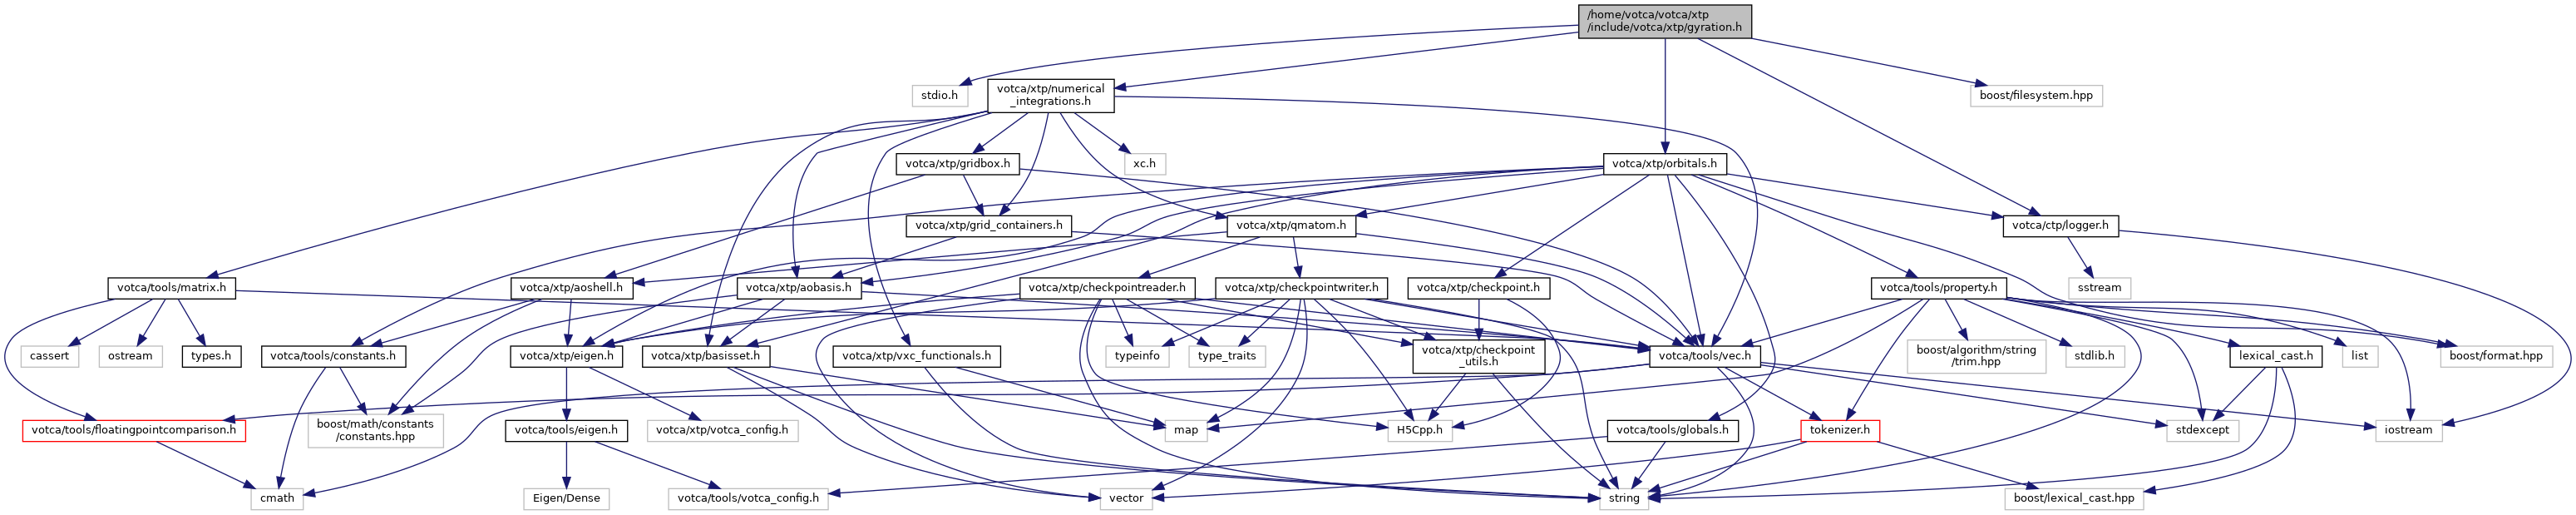 /home/votca/votca/xtp
/include/votca/xtp/gyration.h
stdio.h
votca/xtp/numerical
_integrations.h
boost/filesystem.hpp
votca/xtp/gridbox.h
xc.h
votca/xtp/orbitals.h
votca/xtp/grid_containers.h
votca/xtp/qmatom.h
votca/ctp/logger.h
votca/tools/matrix.h
votca/xtp/aoshell.h
votca/xtp/aobasis.h
votca/xtp/checkpointreader.h
votca/xtp/checkpointwriter.h
votca/xtp/checkpoint.h
votca/tools/property.h
sstream
cassert
ostream
types.h
votca/tools/constants.h
votca/xtp/eigen.h
votca/xtp/basisset.h
votca/xtp/vxc_functionals.h
typeinfo
type_traits
votca/xtp/checkpoint
_utils.h
votca/tools/vec.h
boost/algorithm/string
/trim.hpp
stdlib.h
lexical_cast.h
list
boost/format.hpp
votca/tools/floatingpointcomparison.h
boost/math/constants
/constants.hpp
votca/tools/eigen.h
votca/xtp/votca_config.h
map
H5Cpp.h
votca/tools/globals.h
tokenizer.h
stdexcept
iostream
cmath
Eigen/Dense
votca/tools/votca_config.h
vector
string
boost/lexical_cast.hpp